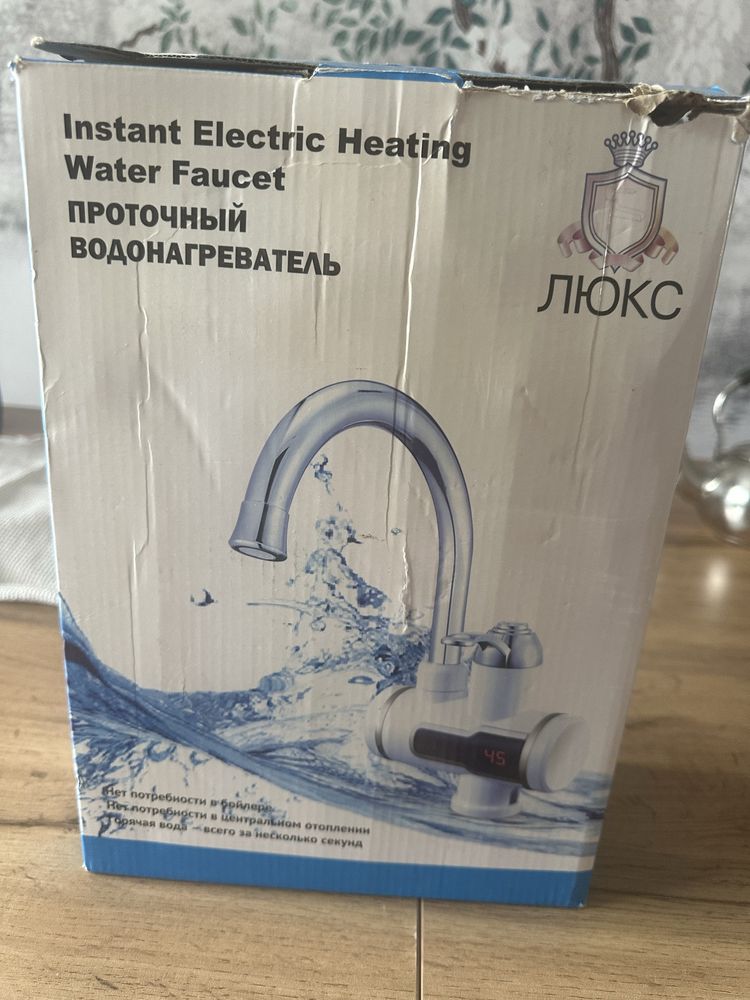 Instant Electric Heating
Water Faucet
ПРОТОЧНЫЙ
ВОДОНАГРЕВАТЕЛЬ
ЛЮКС
45
Нет потребности в бойлере
Нет потребности в центральном отоплении
Горячая вода - всего за несколько секунд